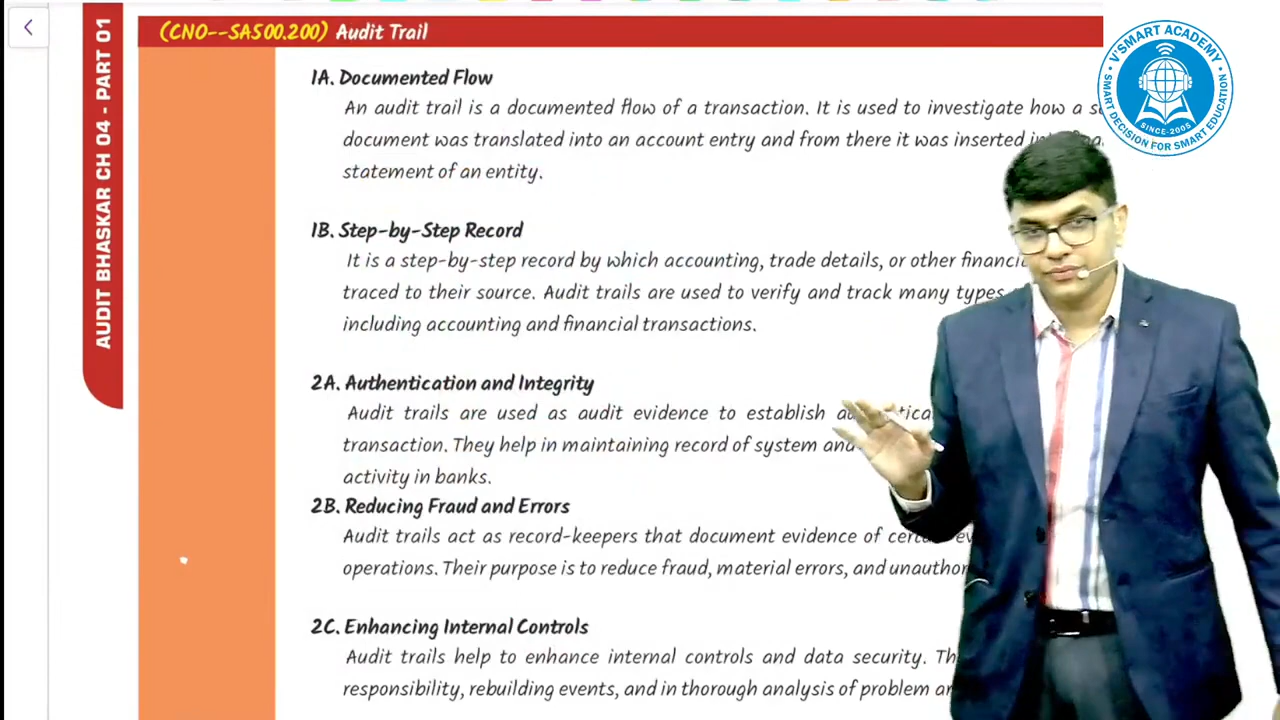 (CNO--SA500.200) Audit Trail
AUDIT BHASKAR CH 04 - PART 01
V'SMART ACADEMY
SMART DECISION FOR SMART EDUCATION
SINCE-2005
1A. Documented Flow
An audit trail is a documented flow of a transaction. It is used to investigate how a
document was translated into an account entry and from there it was inserted
statement of an entity.
1B. Step-by-Step Record
It is a step-by-step record by which accounting, trade details, or other
traced to their source. Audit trails are used to verify and track many types
including accounting and financial transactions.
2A. Authentication and Integrity
Audit trails are used as audit evidence to establish
transaction. They help in maintaining record of system and
activity in banks.
2B. Reducing Fraud and Errors
Audit trails act as record-keepers that document evidence of
operations. Their purpose is to reduce fraud, material errors, and
2C. Enhancing Internal Controls
Audit trails help to enhance internal controls and data security.
responsibility, rebuilding events, and in thorough analysis of problem